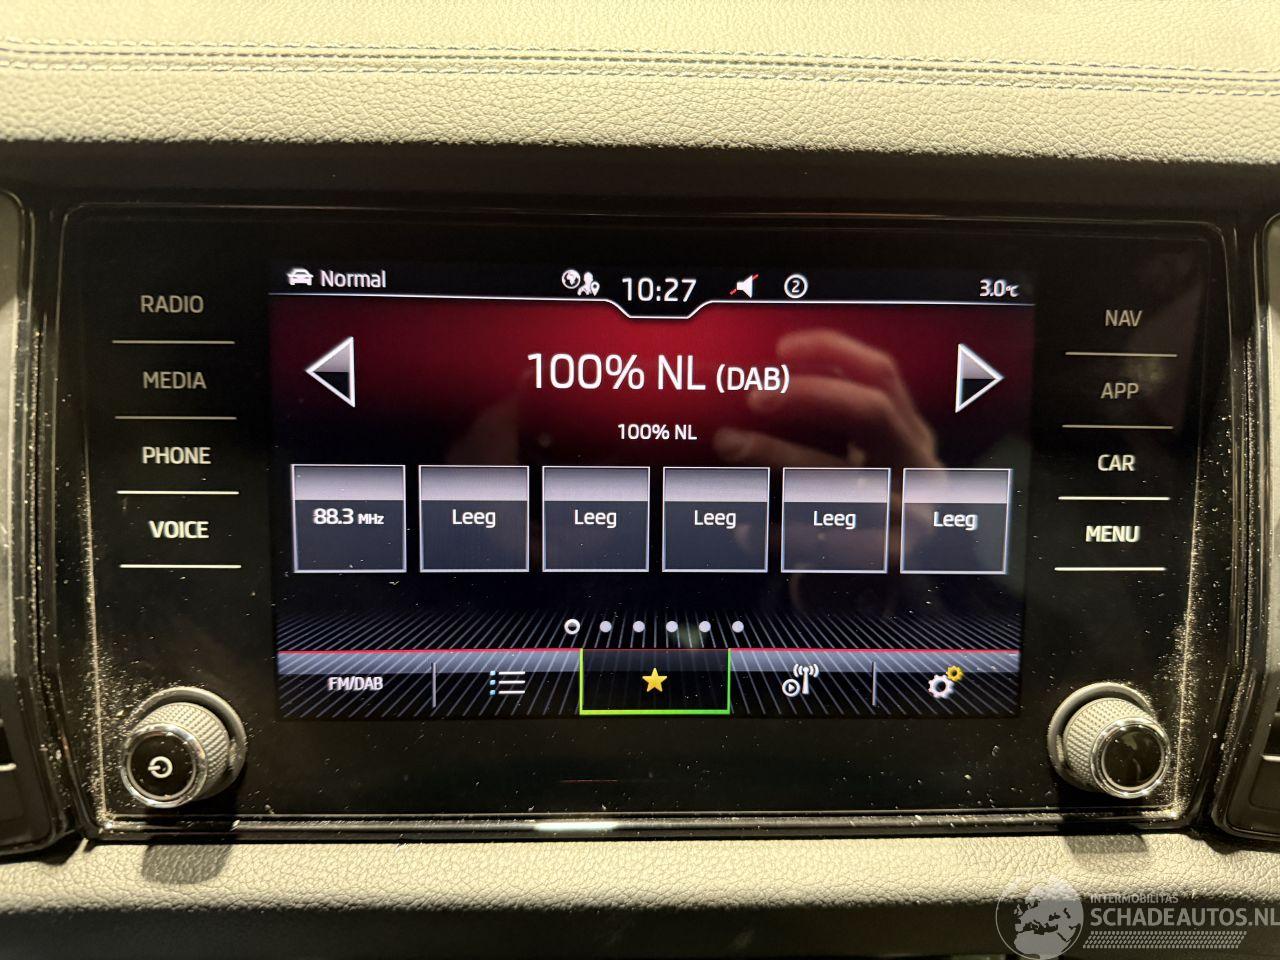 Normal
10:27
2
3.0°C
RADIO
MEDIA
PHONE
VOICE
NAV
APP
CAR
MENU
100% NL (DAB)
100% NL
88.3 MHz
Leeg
Leeg
Leeg
Leeg
Leeg
FM/DAB
INTERMOBILITAS
SCHADEAUTOS.NL